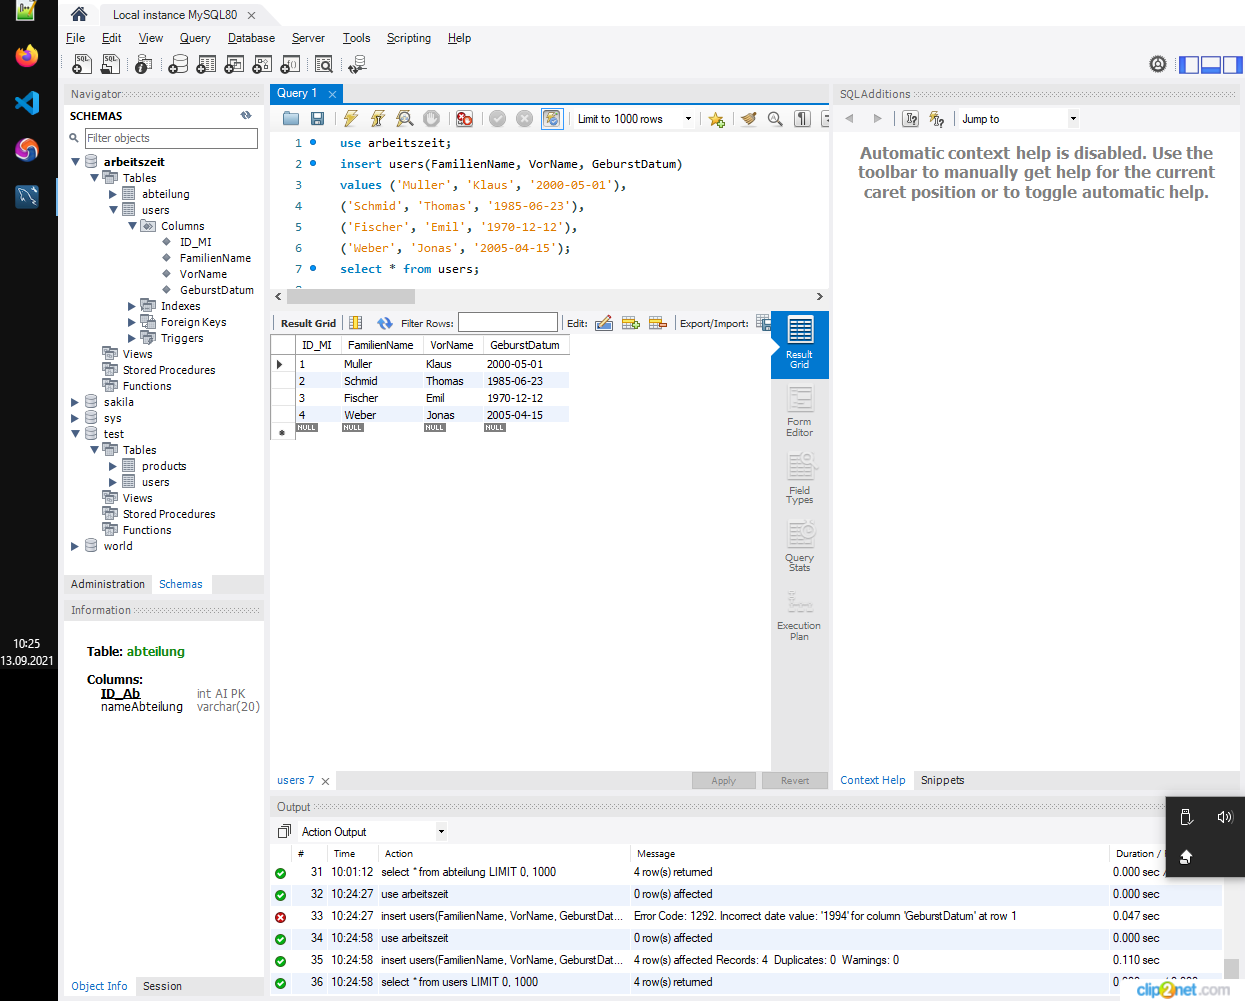 Local instance MySQL80
File Edit View Query Database Server Tools Scripting Help
Navigator
SCHEMAS
Filter objects
arbeitszeit
Tables
abteilung
users
Columns
ID_MI
FamilienName
VorName
GeburstDatum
Indexes
Foreign Keys
Triggers
Views
Stored Procedures
Functions
sakila
sys
test
Tables
products
users
Views
Stored Procedures
Functions
world
Administration Schemas
Information
Table: abteilung
Columns:
ID_Ab int AI PK
nameAbteilung varchar(20)
Object Info Session
10:25
13.09.2021
Query 1
Limit to 1000 rows
1 use arbeitszeit;
2 insert users(FamilienName, VorName, GeburstDatum)
3 values ('Muller', 'Klaus', '2000-05-01'),
4 ('Schmid', 'Thomas', '1985-06-23'),
5 ('Fischer', 'Emil', '1970-12-12'),
6 ('Weber', 'Jonas', '2005-04-15');
7 select * from users;
Result Grid Filter Rows: Edit: Export/Import:
ID_MI FamilienName VorName GeburstDatum
1 Muller Klaus 2000-05-01
2 Schmid Thomas 1985-06-23
3 Fischer Emil 1970-12-12
4 Weber Jonas 2005-04-15
NULL NULL NULL NULL
Result
Grid
Form
Editor
Field
Types
Query
Stats
Execution
Plan
users 7 Apply Revert
SQLAdditions
Jump to
Automatic context help is disabled. Use the
toolbar to manually get help for the current
caret position or to toggle automatic help.
Context Help Snippets
Output
Action Output
# Time Action Message Duration /
31 10:01:12 select * from abteilung LIMIT 0, 1000 4 row(s) returned 0.000 sec
32 10:24:27 use arbeitszeit 0 row(s) affected 0.000 sec
33 10:24:27 insert users(FamilienName, VorName, GeburstDat... Error Code: 1292. Incorrect date value: '1994' for column 'GeburstDatum' at row 1 0.047 sec
34 10:24:58 use arbeitszeit 0 row(s) affected 0.000 sec
35 10:24:58 insert users(FamilienName, VorName, GeburstDat... 4 row(s) affected Records: 4 Duplicates: 0 Warnings: 0 0.110 sec
36 10:24:58 select * from users LIMIT 0, 1000 4 row(s) returned
clip2net.com